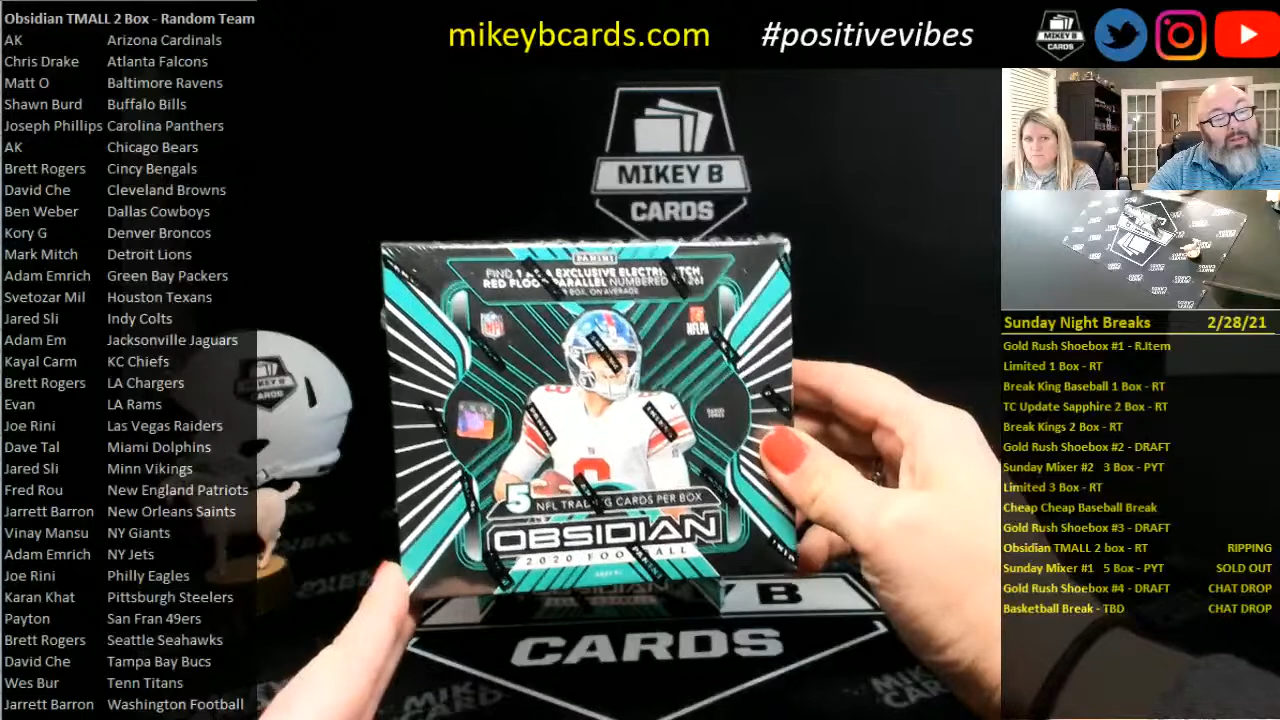 Obsidian TMALL 2 Box - Random Team
AK Arizona Cardinals
Chris Drake Atlanta Falcons
Matt O Baltimore Ravens
Shawn Burd Buffalo Bills
Joseph Phillips Carolina Panthers
AK Chicago Bears
Brett Rogers Cincy Bengals
David Che Cleveland Browns
Ben Weber Dallas Cowboys
Kory G Denver Broncos
Mark Mitch Detroit Lions
Adam Emrich Green Bay Packers
Svetozar Mil Houston Texans
Jared Sli Indy Colts
Adam Em Jacksonville Jaguars
Kayal Carm KC Chiefs
Brett Rogers LA Chargers
Evan LA Rams
Joe Rini Las Vegas Raiders
Dave Tal Miami Dolphins
Jared Sli Minn Vikings
Fred Rou New England Patriots
Jarrett Barron New Orleans Saints
Vinay Mansu NY Giants
Adam Emrich NY Jets
Joe Rini Philly Eagles
Karan Khat Pittsburgh Steelers
Payton San Fran 49ers
Brett Rogers Seattle Seahawks
David Che Tampa Bay Bucs
Wes Bur Tenn Titans
Jarrett Barron Washington Football
mikeybcards.com #positivevibes
MIKEY B
CARDS
MIKEY B
CARDS
PANINI
FIND EXCLUSIVE
RED PARALLEL NUMBERED
BOX, ON AVERAGE
NFL
NFLPA
5 NFL TRADING CARDS PER BOX
OBSIDIAN
2020 FOOTBALL
B
CARDS
Sunday Night Breaks 2/28/21
Gold Rush Shoebox #1 - R.Item
Limited 1 Box - RT
Break King Baseball 1 Box - RT
TC Update Sapphire 2 Box - RT
Break Kings 2 Box - RT
Gold Rush Shoebox #2 - DRAFT
Sunday Mixer #2 3 Box - PYT
Limited 3 Box - RT
Cheap Cheap Baseball Break
Gold Rush Shoebox #3 - DRAFT
Obsidian TMALL 2 box - RT RIPPING
Sunday Mixer #1 5 Box - PYT SOLD OUT
Gold Rush Shoebox #4 - DRAFT CHAT DROP
Basketball Break - TBD CHAT DROP